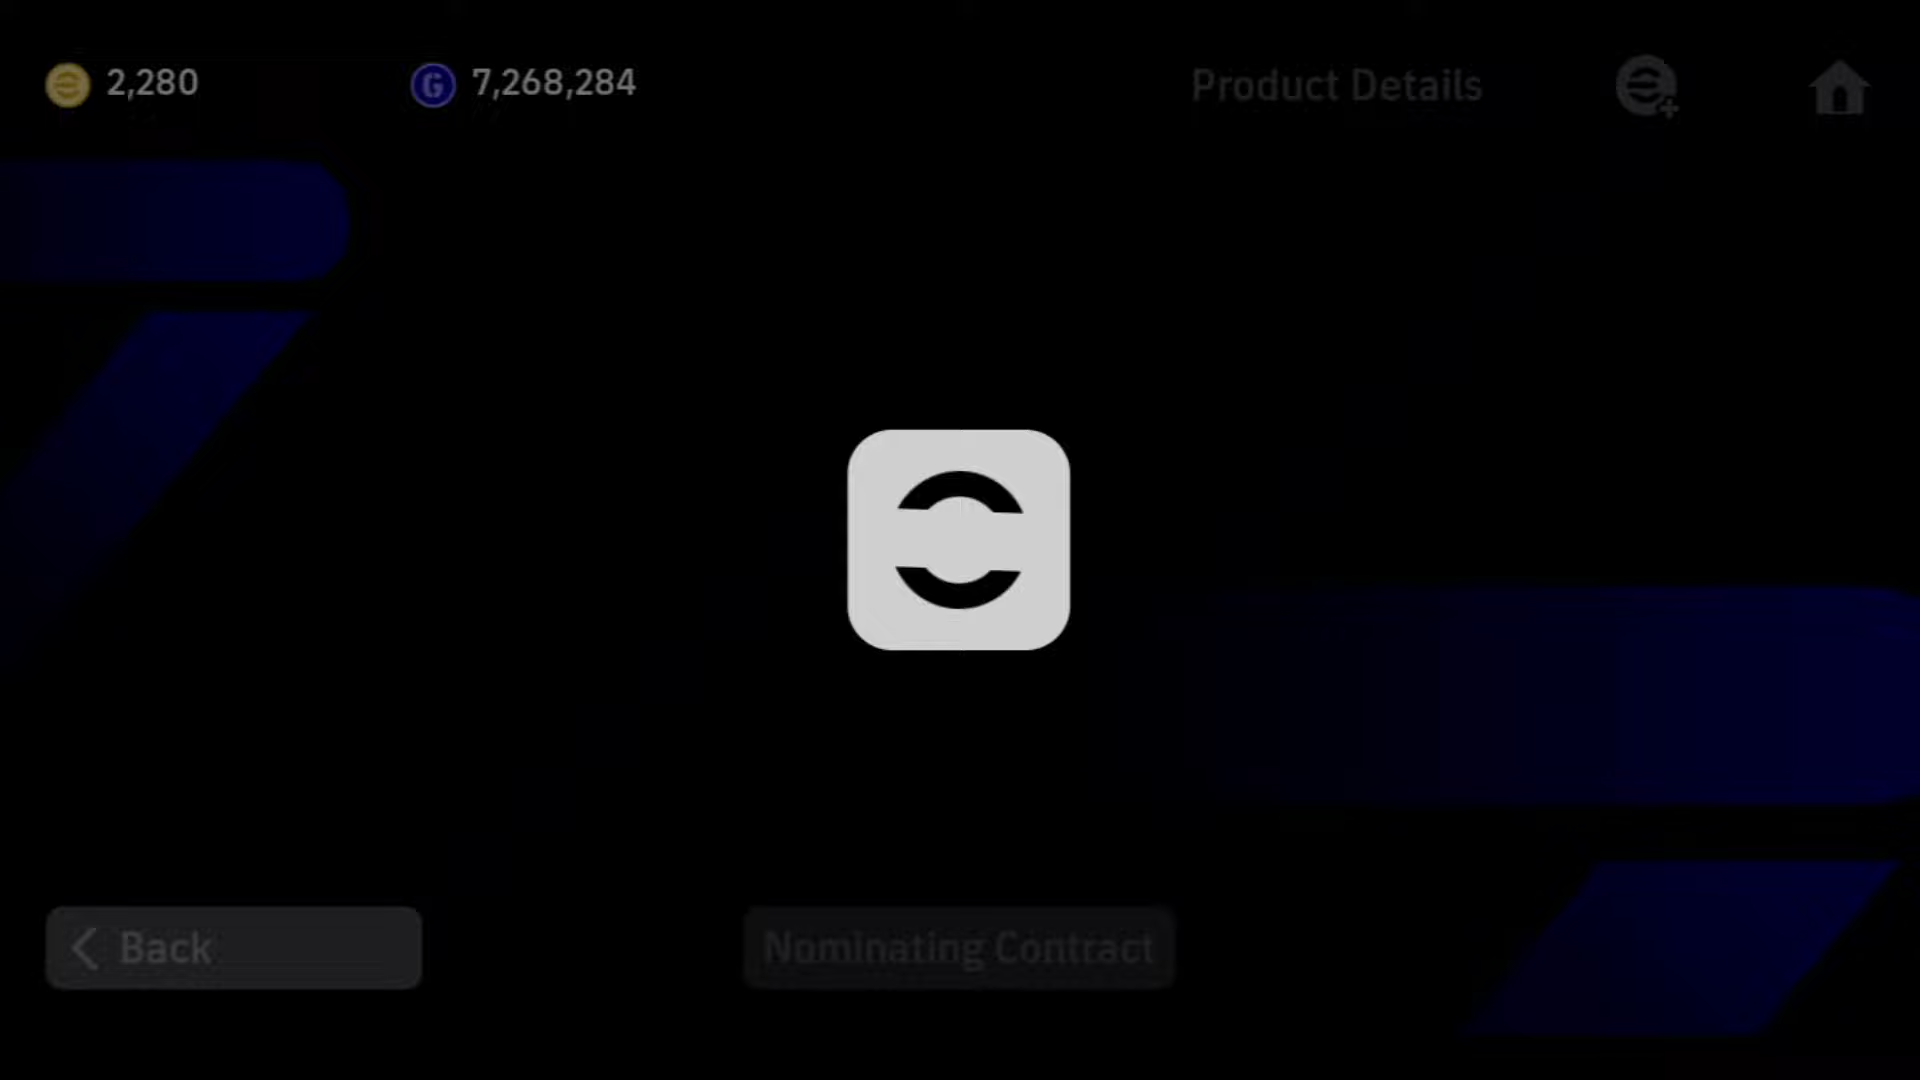 2,280
G 7,268,284
Product Details
Back
Nominating Contract